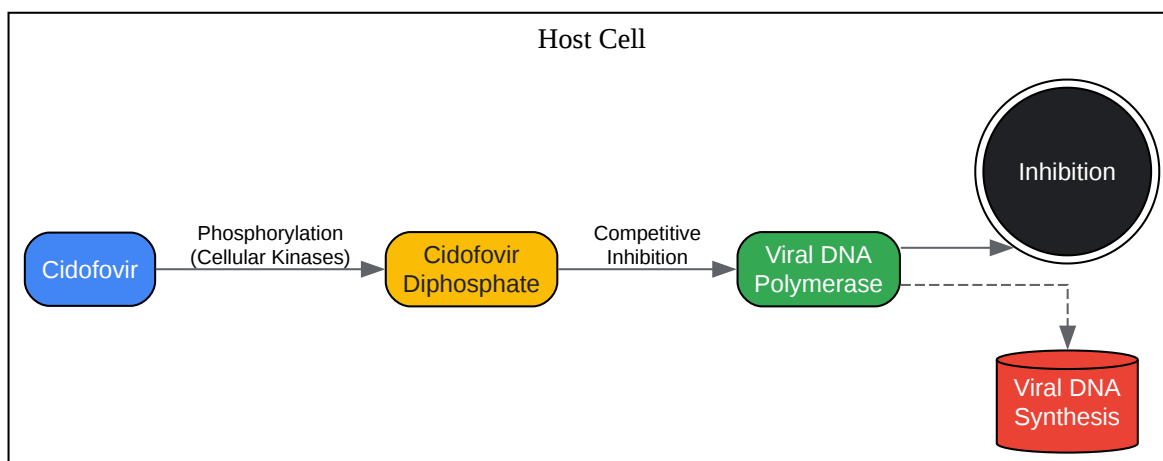 Host Cell
Inhibition
Phosphorylation
(Cellular Kinases)
Competitive
Inhibition
Cidofovir
Cidofovir
Diphosphate
Viral DNA
Polymerase
Viral DNA
Synthesis